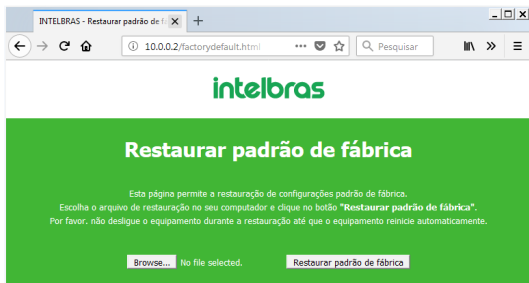 INTELBRAS - Restaurar padrão de fá
10.0.0.2/factorydefault.html
Pesquisar
intelbras
Restaurar padrão de fábrica
Esta página permite a restauração de configurações padrão de fábrica.
Escolha o arquivo de restauração no seu computador e clique no botão "Restaurar padrão de fábrica".
Por favor, não desligue o equipamento durante a restauração até que o equipamento reinicie automaticamente.
Browse... No file selected. Restaurar padrão de fábrica